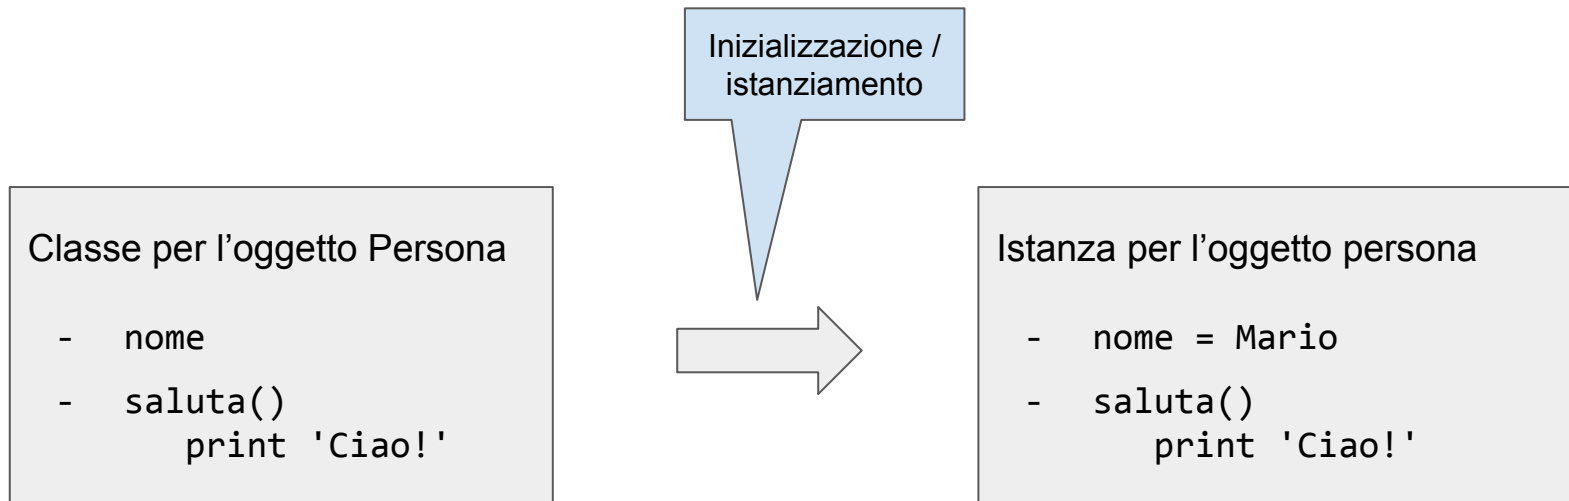 Inizializzazione /
istanziamento
Classe per l’oggetto Persona
- nome
- saluta()
print 'Ciao!'
Istanza per l’oggetto persona
- nome = Mario
- saluta()
print 'Ciao!'